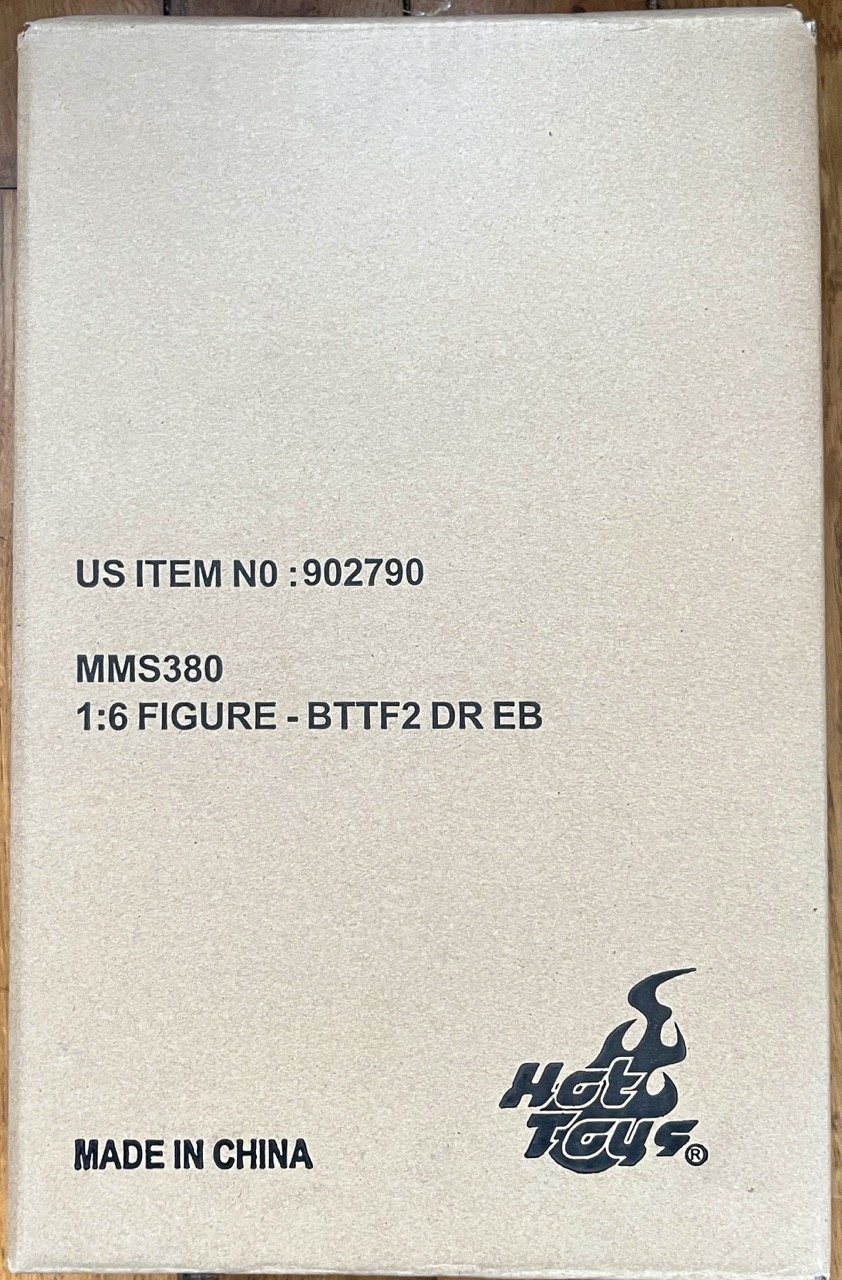 US ITEM N0 : 902790
MMS380
1:6 FIGURE - BTTF2 DR EB
Hot
Toys®
MADE IN CHINA